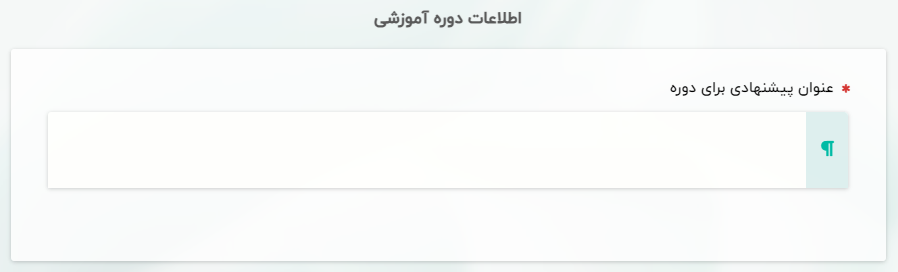 اطلاعات دوره آموزشی
* عنوان پیشنهادی برای دوره
¶